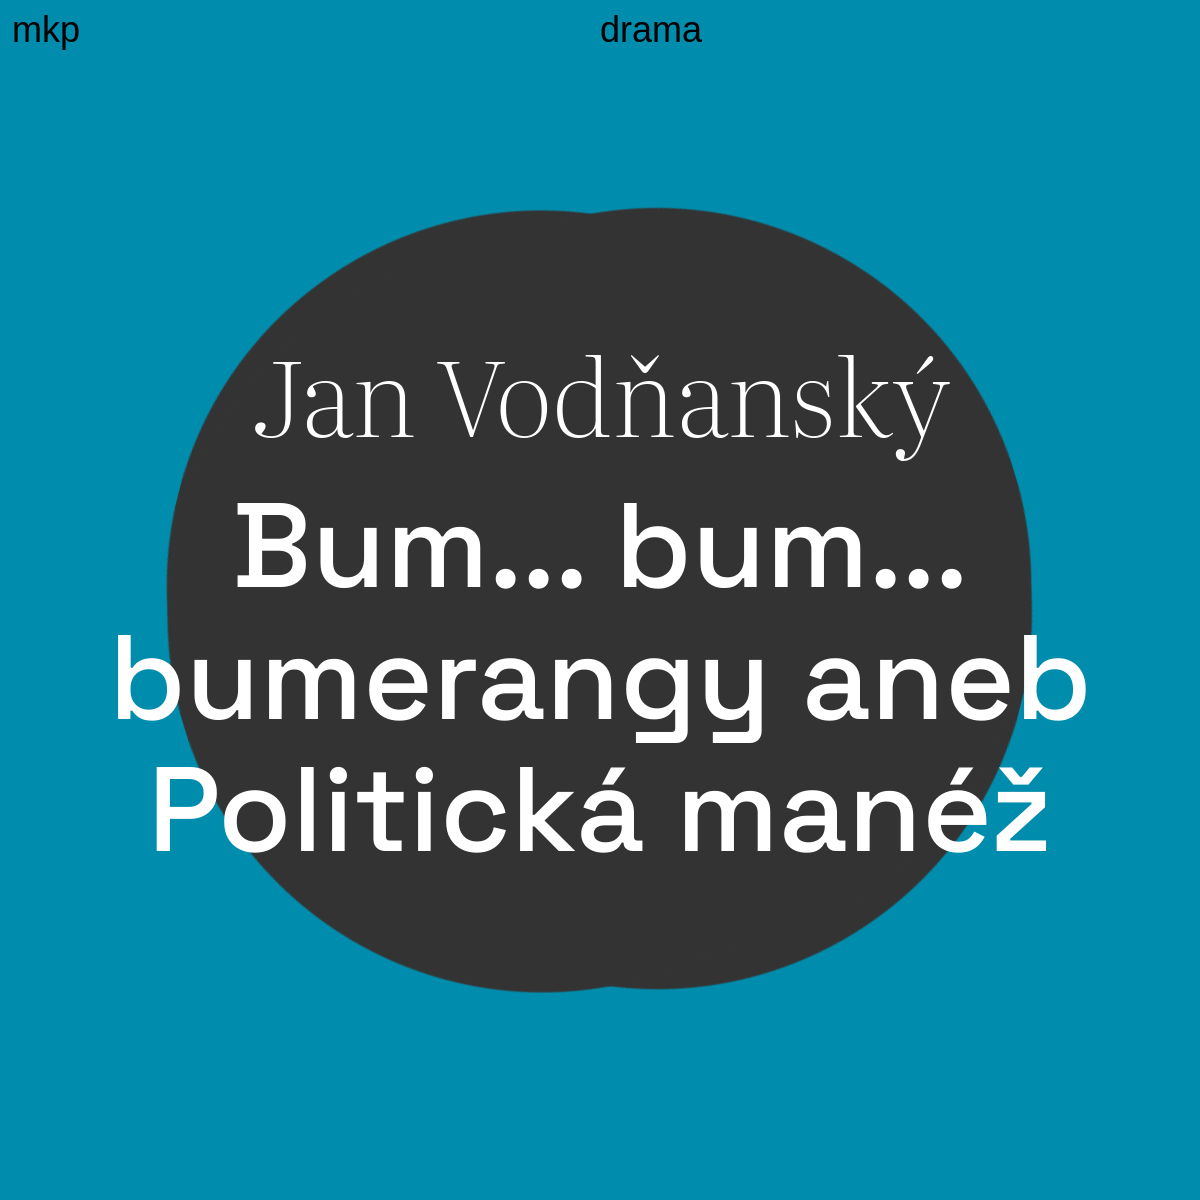 mkp
drama
Jan Vodňanský
Bum... bum...
bumerangy aneb
Politická manéž